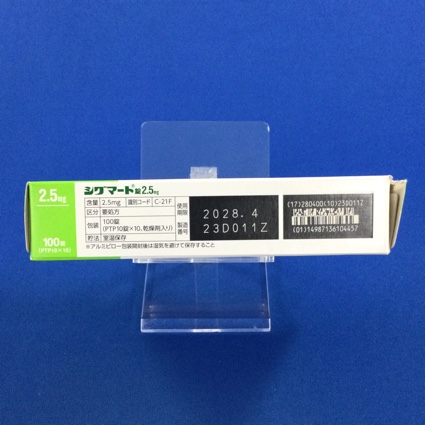 2.5mg
100錠
(PTP10×10)
シグマート®錠2.5mg
含量 2.5mg 識別コード C-21F
区分 要処方
包装 100錠
(PTP10錠×10、乾燥剤入り)
貯法 室温保存
※アルミピロー包装開封後は湿気を避けて保存すること
使用期限 2028.4
製造番号 23D011Z
(17)280400(10)23D011Z
(01)14987136104457